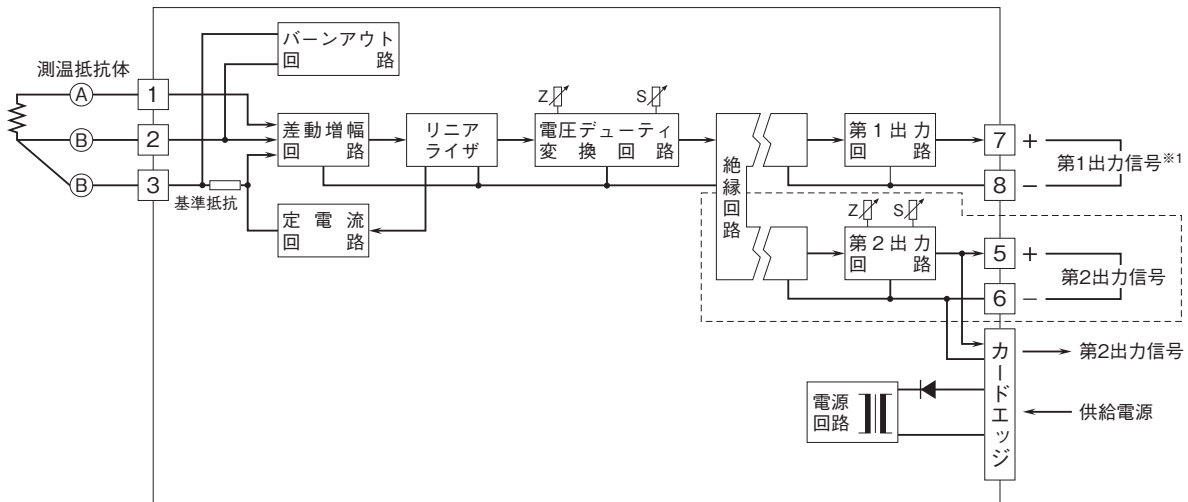 測温抵抗体
A
B
B
1
2
3
バーンアウト
回路
差動増幅
回路
基準抵抗
定電流
回路
リニア
ライザ
Z
S
電圧デューティ
変換回路
絶縁回路
第1出力
回路
7
8
+
−
第1出力信号※1
Z
S
第2出力
回路
5
6
+
−
第2出力信号
カードエッジ
第2出力信号
供給電源
電源
回路